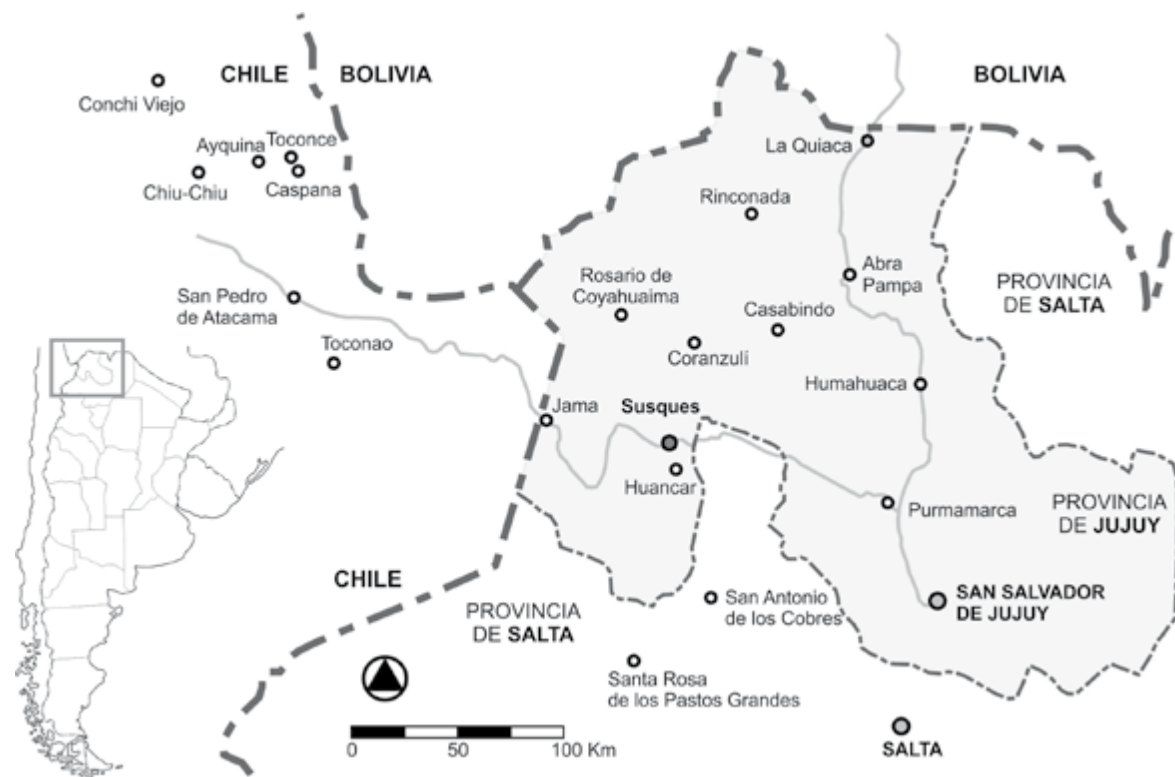 CHILE
BOLIVIA
BOLIVIA
Conchi Viejo
Ayquina
Toconce
Chiu-Chiu
Caspana
La Quiaca
Rinconada
Abra
Pampa
PROVINCIA
DE SALTA
San Pedro
de Atacama
Rosario de
Coyahuaima
Casabindo
Toconao
Coranzulí
Humahuaca
Jama
Susques
Huancar
Purmamarca
PROVINCIA
DE JUJUY
CHILE
PROVINCIA
DE SALTA
San Antonio
de los Cobres
SAN SALVADOR
DE JUJUY
Santa Rosa
de los Pastos Grandes
SALTA
0 50 100 Km